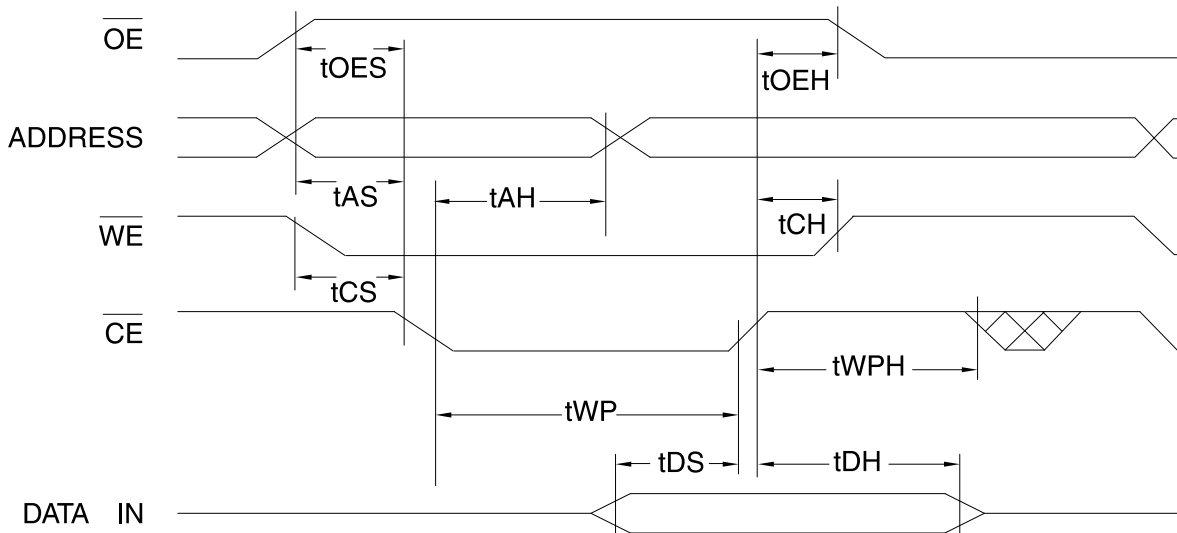 OE
tOES
tOEH
ADDRESS
tAS
tAH
tCH
WE
tCS
CE
tWPH
tWP
tDS
tDH
DATA IN